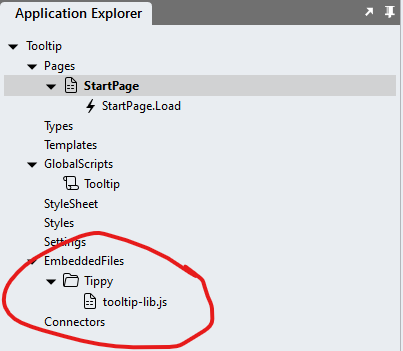 Application Explorer
Tooltip
Pages
StartPage
StartPage.Load
Types
Templates
GlobalScripts
Tooltip
StyleSheet
Styles
Settings
EmbeddedFiles
Tippy
tooltip-lib.js
Connectors